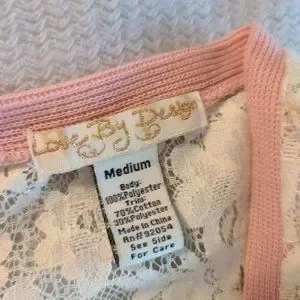 Love By Design
Medium
Body:
100%Polyester
Trim:
70%Cotton
30%Polyester
Made In China
Rn#92054
See Side
For Care